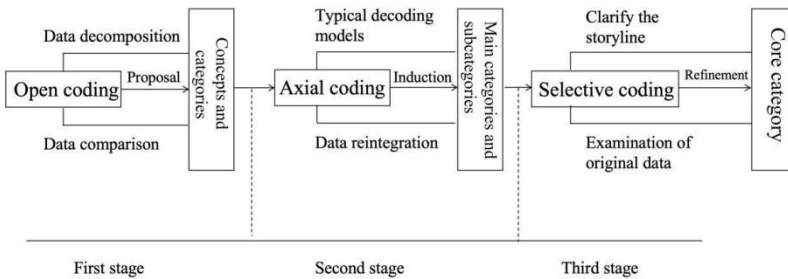 Data decomposition
Open coding
Proposal
Data comparison
Concepts and
categories
Typical decoding
models
Axial coding
Induction
Data reintegration
Main categories and
subcategories
Clarify the
storyline
Selective coding
Refinement
Examination of
original data
Core category
First stage
Second stage
Third stage